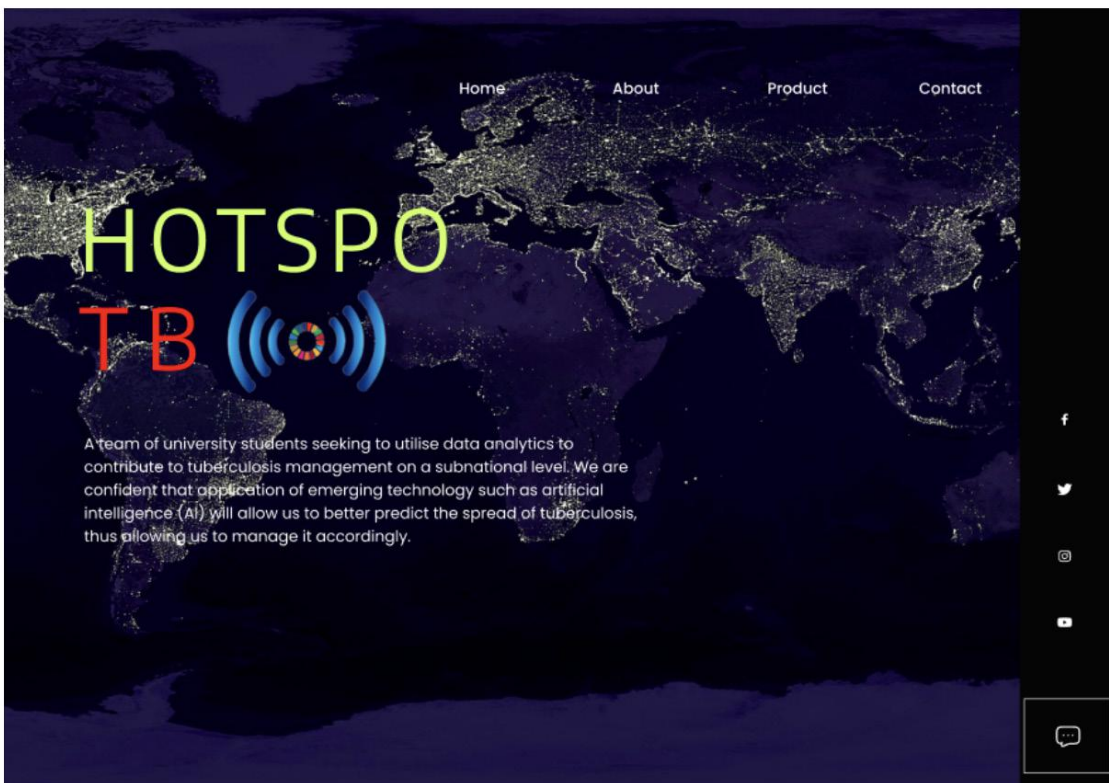 Home About Product Contact
HOTSPO
TB
A team of university students seeking to utilise data analytics to
contribute to tuberculosis management on a subnational level. We are
confident that application of emerging technology such as artificial
intelligence (AI) will allow us to better predict the spread of tuberculosis,
thus allowing us to manage it accordingly.